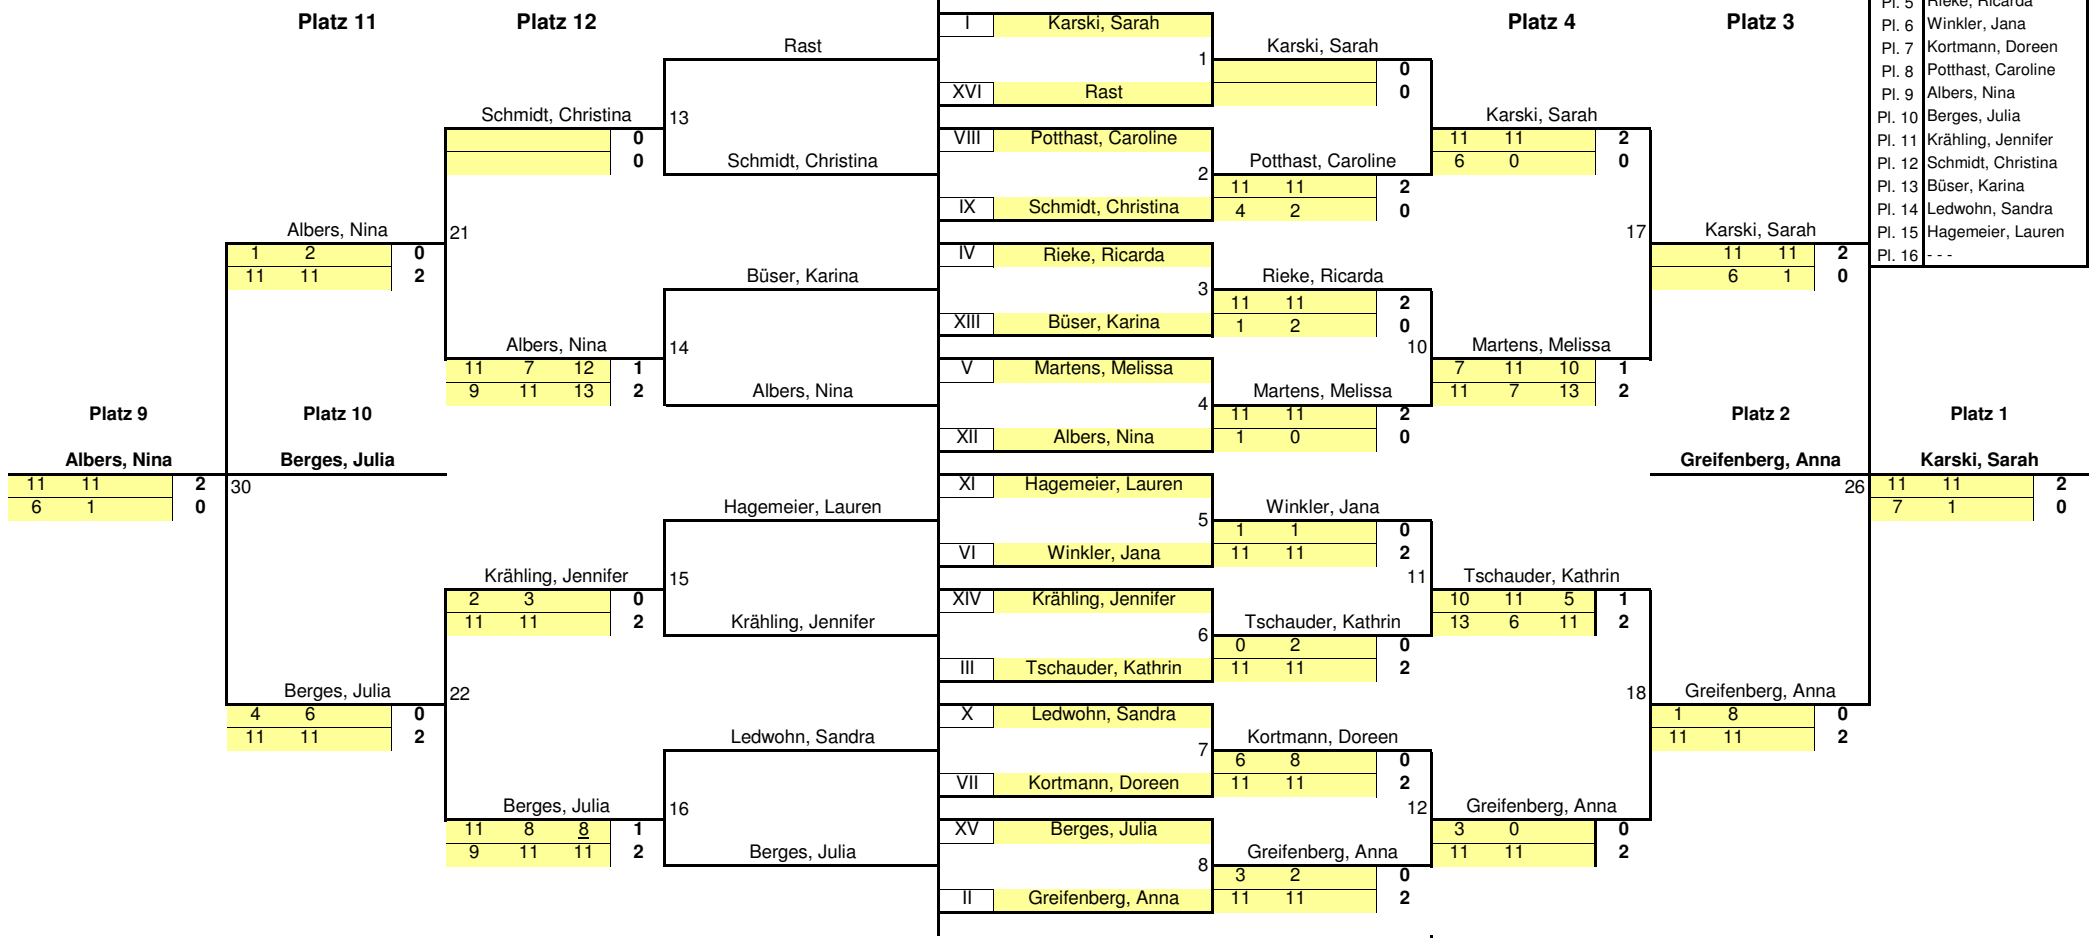 Pl. 5 Rieke, Ricarda
Platz 11 Platz 12 I Karski, Sarah Platz 4 Platz 3 Pl. 6 Winkler, Jana
Rast Karski, Sarah Pl. 7 Kortmann, Doreen
1 0 Pl. 8 Potthast, Caroline
XVI Rast 0 Pl. 9 Albers, Nina
Schmidt, Christina 13 Karski, Sarah Pl. 10 Berges, Julia
0 VIII Potthast, Caroline 11 11 2 Pl. 11 Krähling, Jennifer
0 Schmidt, Christina Potthast, Caroline 6 0 0 Pl. 12 Schmidt, Christina
2 11 11 2 Pl. 13 Büser, Karina
IX Schmidt, Christina 4 2 0 Pl. 14 Ledwohn, Sandra
Albers, Nina 21 17 Karski, Sarah Pl. 15 Hagemeier, Lauren
1 2 0 IV Rieke, Ricarda 11 11 2 Pl. 16 - - -
11 11 2 Büser, Karina Rieke, Ricarda 6 1 0
3 11 11 2
XIII Büser, Karina 1 2 0
Albers, Nina 14 10 Martens, Melissa
11 7 12 1 V Martens, Melissa 7 11 10 1
9 11 13 2 Albers, Nina Martens, Melissa 11 7 13 2
Platz 9 Platz 10 4 11 11 2 Platz 2 Platz 1
XII Albers, Nina 1 0 0
Albers, Nina Berges, Julia Greifenberg, Anna Karski, Sarah
11 11 2 30 XI Hagemeier, Lauren 26 11 11 2
6 1 0 Hagemeier, Lauren Winkler, Jana 7 1 0
5 1 1 0
VI Winkler, Jana 11 11 2
Krähling, Jennifer 15 11 Tschauder, Kathrin
2 3 0 XIV Krähling, Jennifer 10 11 5 1
11 11 2 Krähling, Jennifer Tschauder, Kathrin 13 6 11 2
6 0 2 0
III Tschauder, Kathrin 11 11 2
Berges, Julia 22 18 Greifenberg, Anna
4 6 0 X Ledwohn, Sandra 1 8 0
11 11 2 Ledwohn, Sandra Kortmann, Doreen 11 11 2
7 6 8 0
VII Kortmann, Doreen 11 11 2
Berges, Julia 16 12 Greifenberg, Anna
11 8 8 1 XV Berges, Julia 3 0 0
9 11 11 2 Berges, Julia Greifenberg, Anna 11 11 2
8 3 2 0
II Greifenberg, Anna 11 11 2